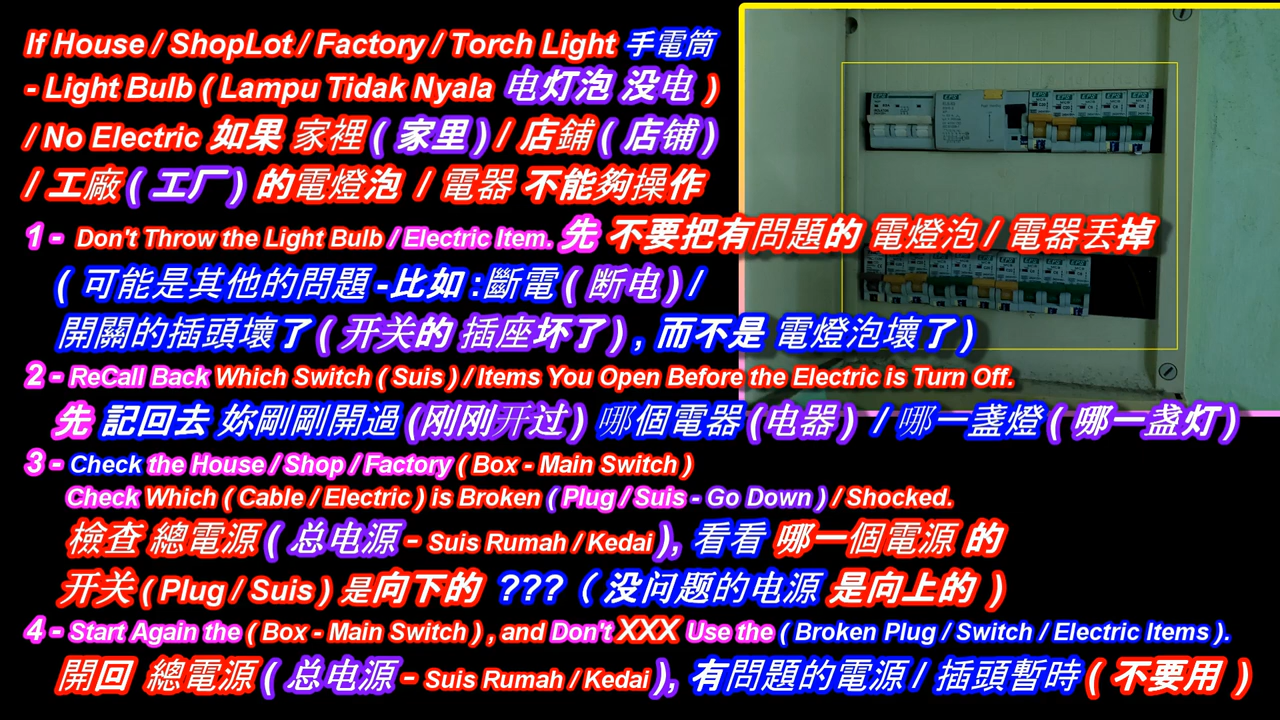 If House / ShopLot / Factory / Torch Light 手電筒
- Light Bulb ( Lampu Tidak Nyala 电灯泡 没电 )
/ No Electric 如果 家裡 ( 家里 ) / 店鋪 ( 店铺 )
/ 工廠 ( 工厂 ) 的電燈泡 / 電器 不能夠操作
1 - Don't Throw the Light Bulb / Electric Item. 先 不要把有問題的 電燈泡 / 電器丟掉
( 可能是其他的問題 -比如 :斷電 ( 断电 ) /
開關的插頭壞了 ( 开关的 插座坏了 ) , 而不是 電燈泡壞了 )
2 - ReCall Back Which Switch ( Suis ) / Items You Open Before the Electric is Turn Off.
先 記回去 妳剛剛開過 (刚刚开过 ) 哪個電器 (电器 ) / 哪一盞燈 ( 哪一盏灯 )
3 - Check the House / Shop / Factory ( Box - Main Switch )
Check Which ( Cable / Electric ) is Broken ( Plug / Suis - Go Down ) / Shocked.
檢查 總電源 ( 总电源 - Suis Rumah / Kedai ), 看看 哪一個電源 的
开关 ( Plug / Suis ) 是向下的 ??? ( 没问题的电源 是向上的 )
4 - Start Again the ( Box - Main Switch ) , and Don't XXX Use the ( Broken Plug / Switch / Electric Items ).
開回 總電源 ( 总电源 - Suis Rumah / Kedai ), 有問題的電源 / 插頭暫時 ( 不要用 )